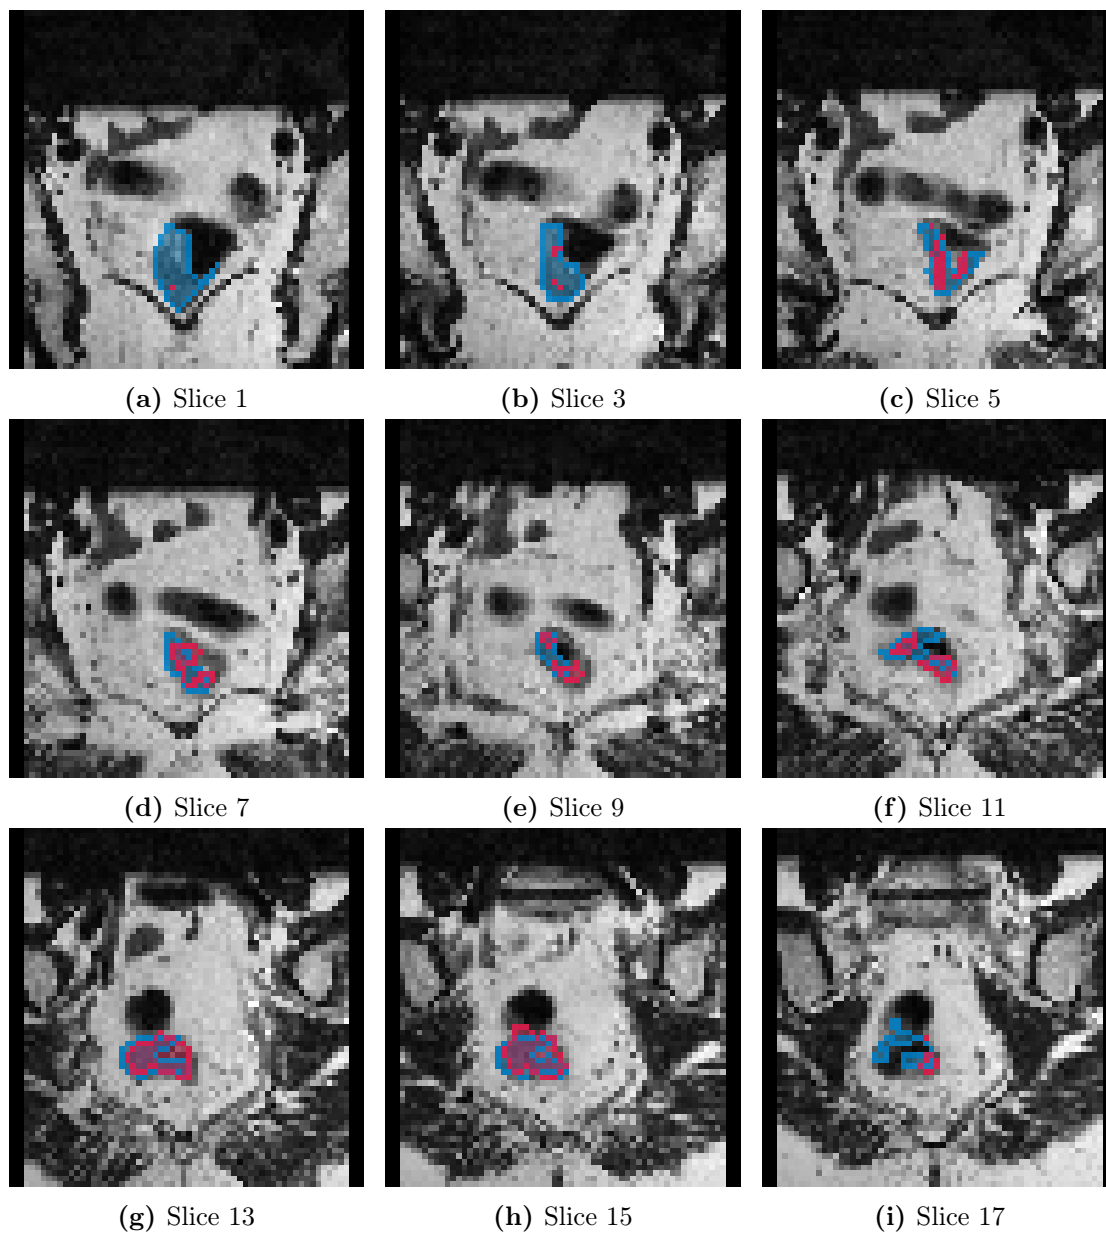 (a) Slice 1
(b) Slice 3
(c) Slice 5
(d) Slice 7
(e) Slice 9
(f) Slice 11
(g) Slice 13
(h) Slice 15
(i) Slice 17